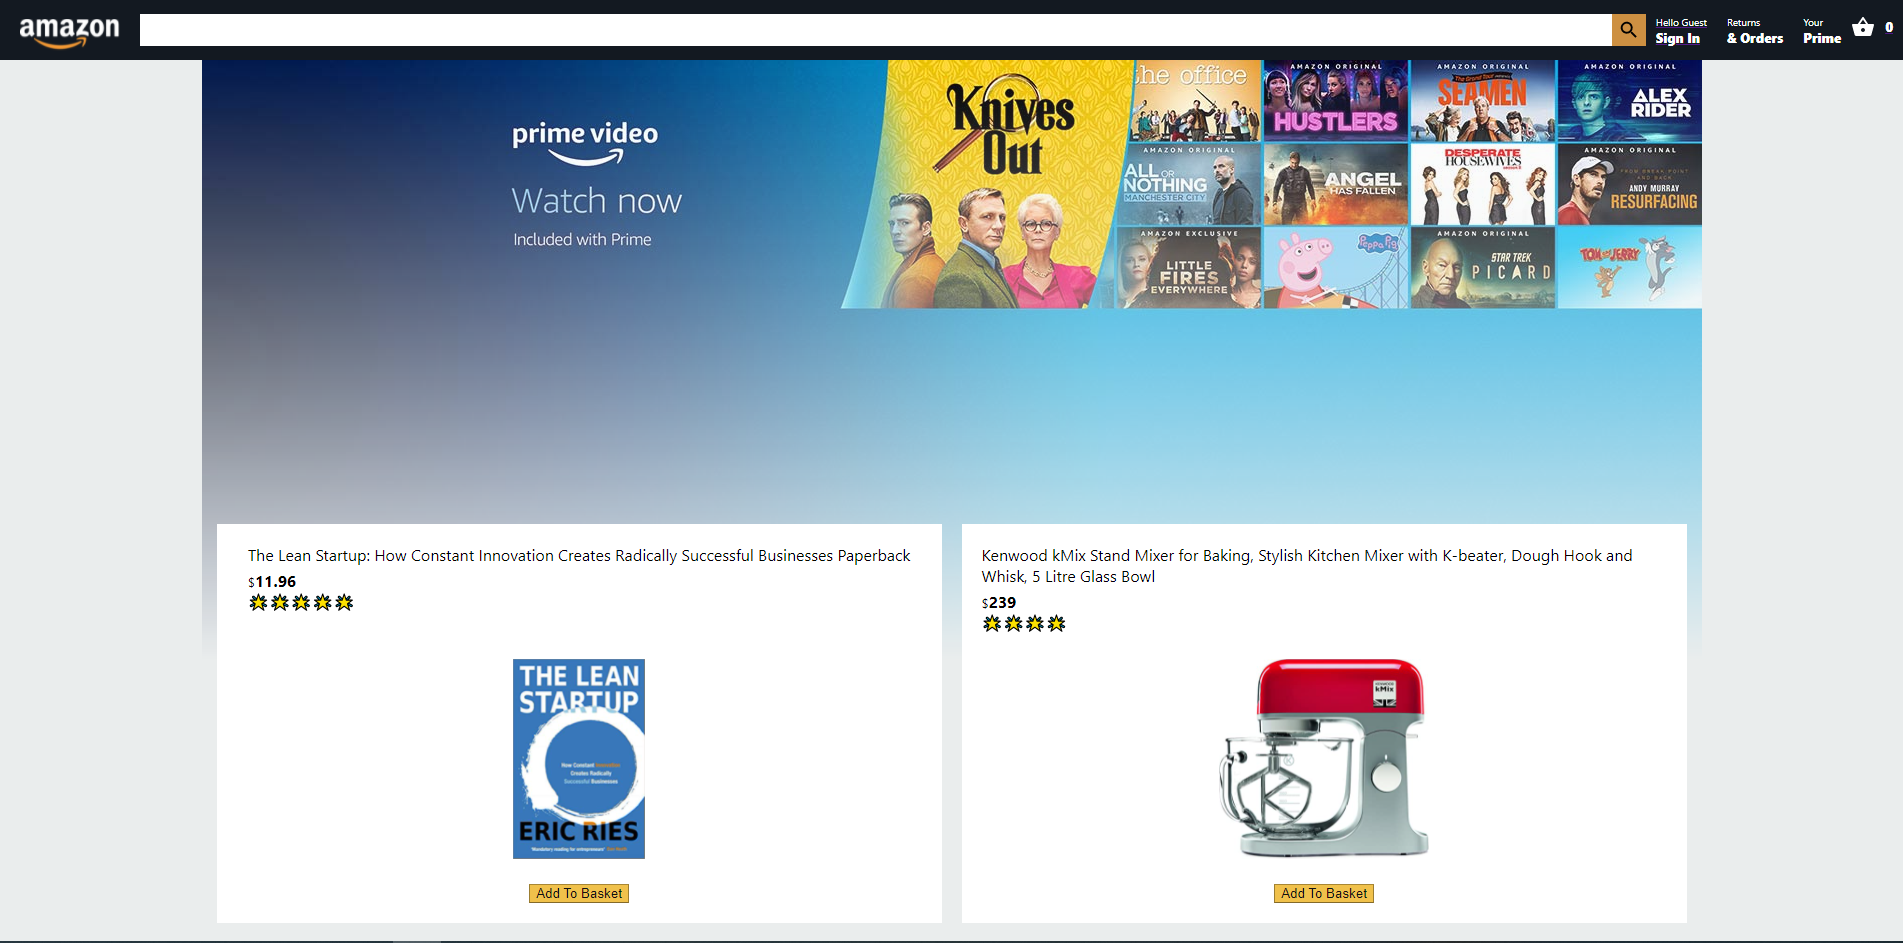 amazon
Hello Guest
Sign In
Returns
& Orders
Your
Prime
0
prime video
Watch now
Included with Prime
Knives
Out
the office
AMAZON ORIGINAL
HUSTLERS
AMAZON ORIGINAL
The Grand Tour
SEAMEN
AMAZON ORIGINAL
ALEX
RIDER
AMAZON ORIGINAL
ALL OR
NOTHING
MANCHESTER CITY
ANGEL
HAS FALLEN
DESPERATE
HOUSEWIVES
AMAZON ORIGINAL
FROM BREAK POINT
AND BACK
ANDY MURRAY
RESURFACING
AMAZON EXCLUSIVE
LITTLE
FIRES
EVERYWHERE
Peppa Pig
AMAZON ORIGINAL
STAR TREK
PICARD
TOM and JERRY
The Lean Startup: How Constant Innovation Creates Radically Successful Businesses Paperback
$11.96
THE LEAN
STARTUP
How Constant Innovation
Creates Radically
Successful Businesses
ERIC RIES
'Mandatory reading for entrepreneurs'
Add To Basket
Kenwood kMix Stand Mixer for Baking, Stylish Kitchen Mixer with K-beater, Dough Hook and
Whisk, 5 Litre Glass Bowl
$239
KENWOOD
kMix
Add To Basket